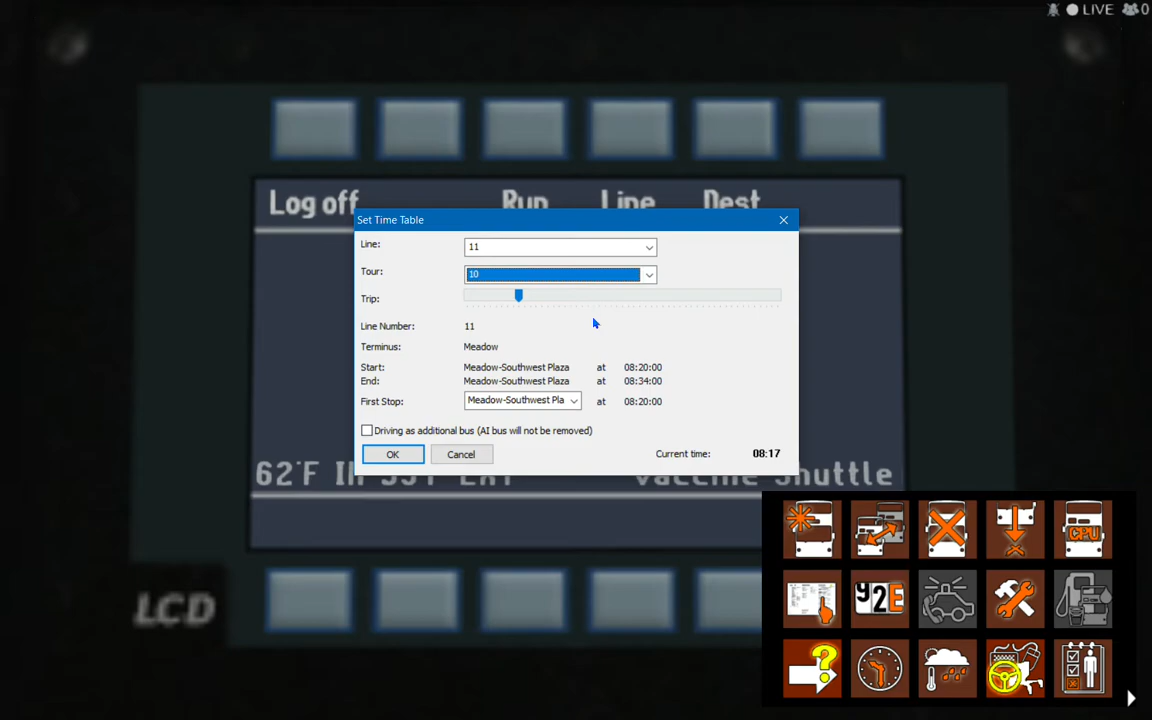 LIVE 0
Log off Run Line Dest
Set Time Table
Line: 11
Tour: 10
Trip:
Line Number: 11
Terminus: Meadow
Start: Meadow-Southwest Plaza at 08:20:00
End: Meadow-Southwest Plaza at 08:34:00
First Stop: Meadow-Southwest Pla at 08:20:00
Driving as additional bus (AI bus will not be removed)
OK Cancel Current time: 08:17
62°F Shuttle
CPU
92E
?
LCD